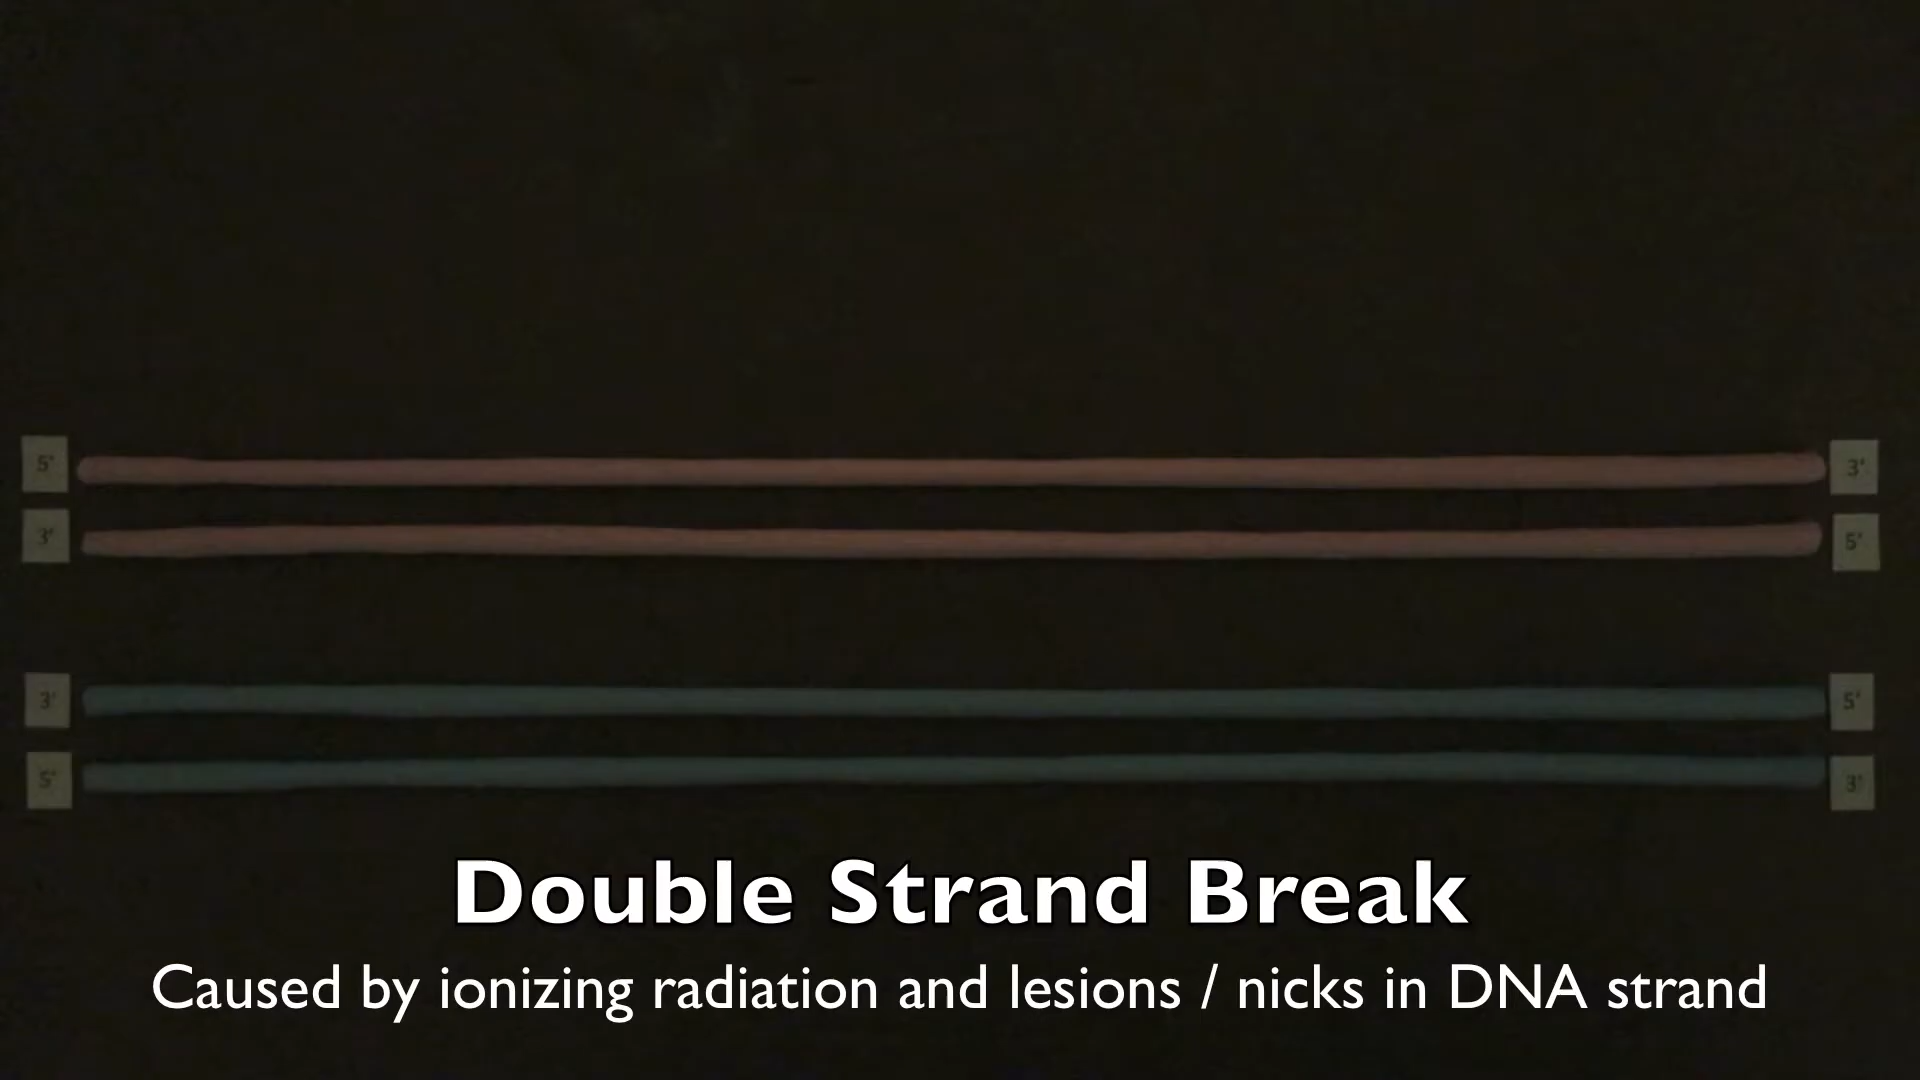 5' 3'
3' 5'
3' 5'
5' 3'
Double Strand Break
Caused by ionizing radiation and lesions / nicks in DNA strand